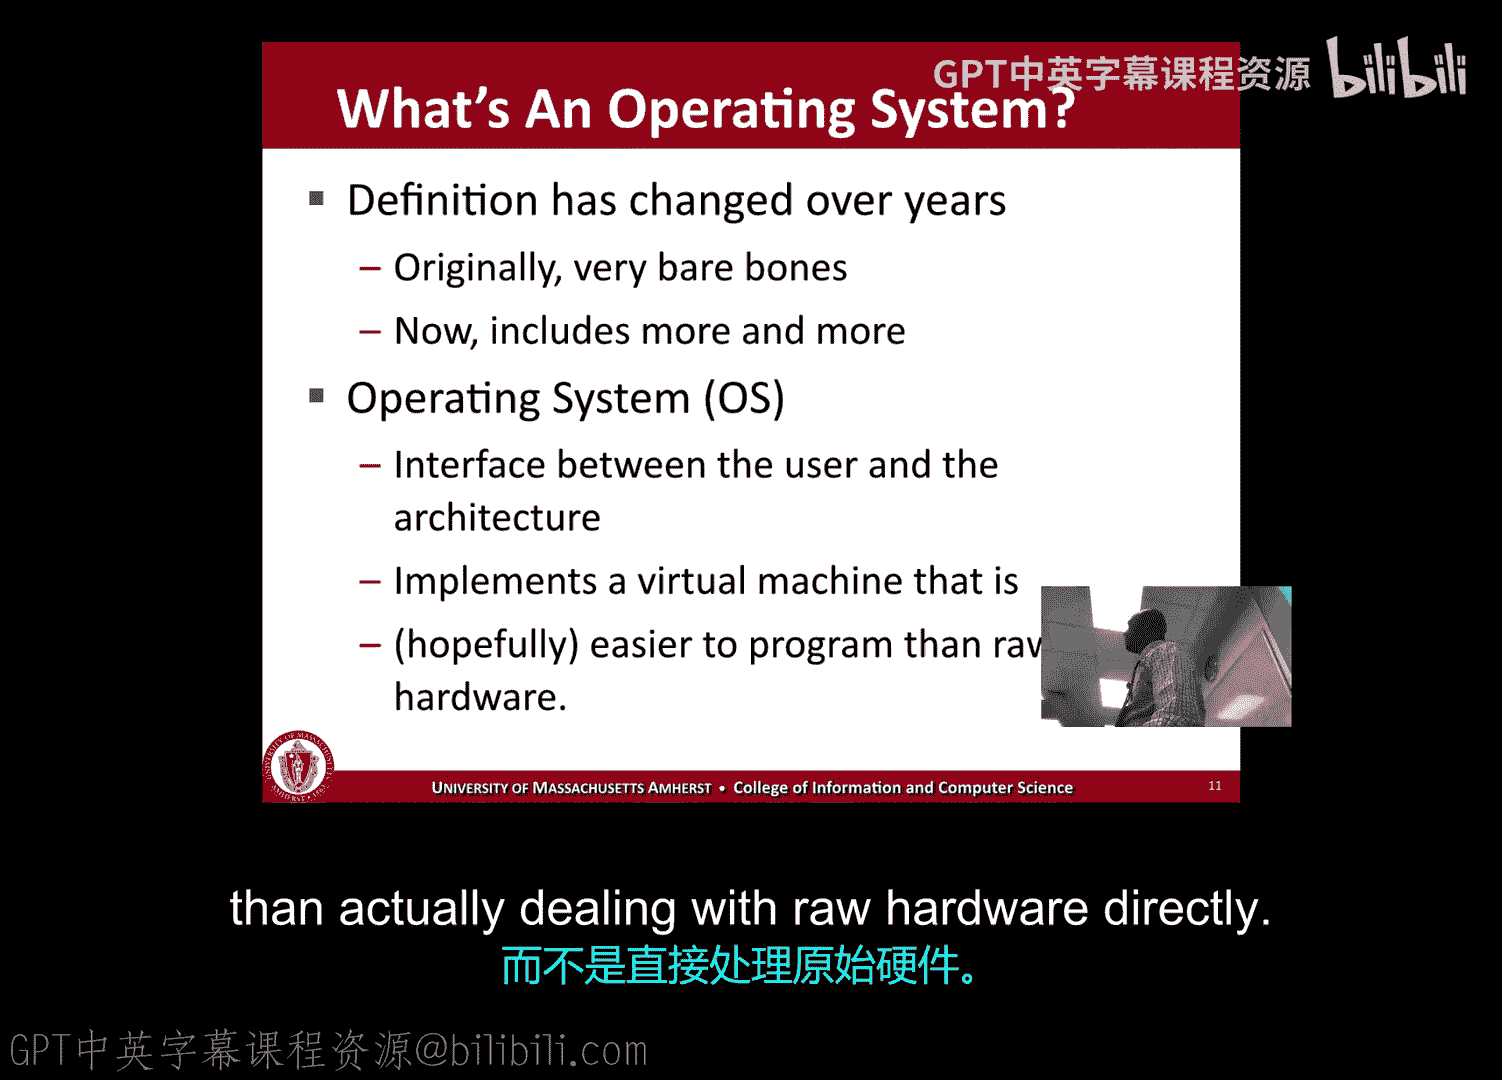 GPT中英字幕课程资源 bilibili
What's An Operating System?
▪ Definition has changed over years
– Originally, very bare bones
– Now, includes more and more
▪ Operating System (OS)
– Interface between the user and the
architecture
– Implements a virtual machine that is
– (hopefully) easier to program than raw
hardware.
UNIVERSITY OF MASSACHUSETTS AMHERST • College of Information and Computer Science
11
than actually dealing with raw hardware directly.
而不是直接处理原始硬件。
GPT中英字幕课程资源@bilibili.com